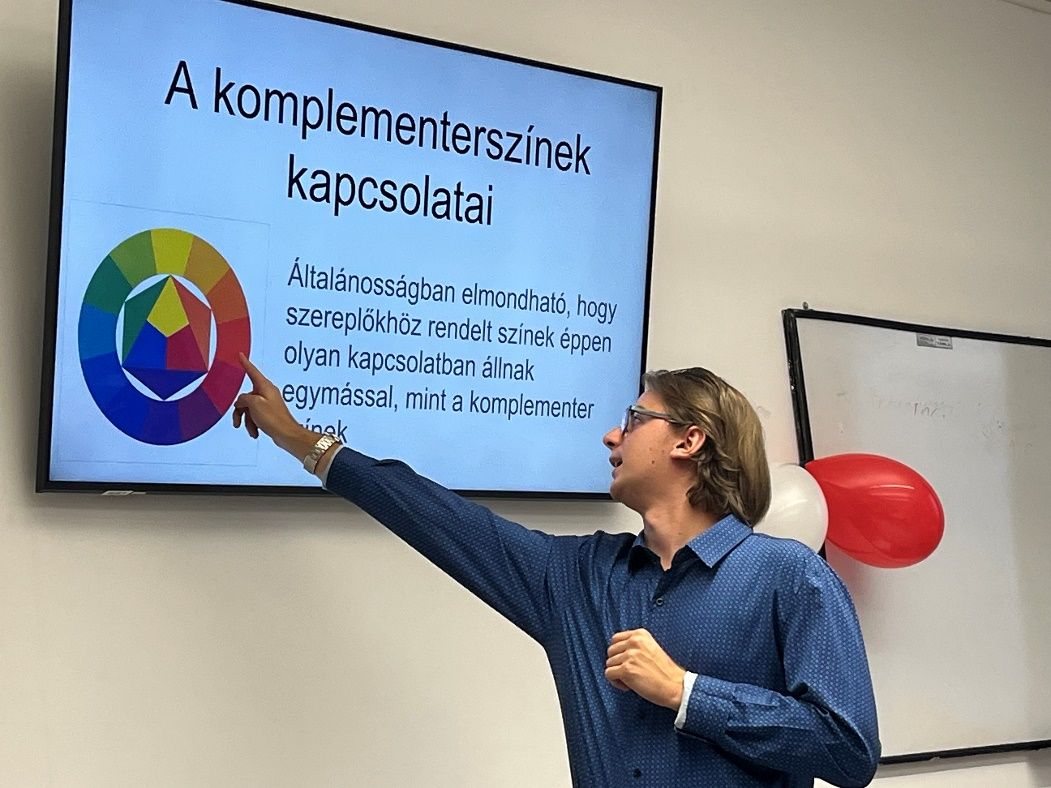 A komplementerszínek
kapcsolatai
Általánosságban elmondható, hogy
szereplőkhöz rendelt színek éppen
olyan kapcsolatban állnak
egymással, mint a komplementer